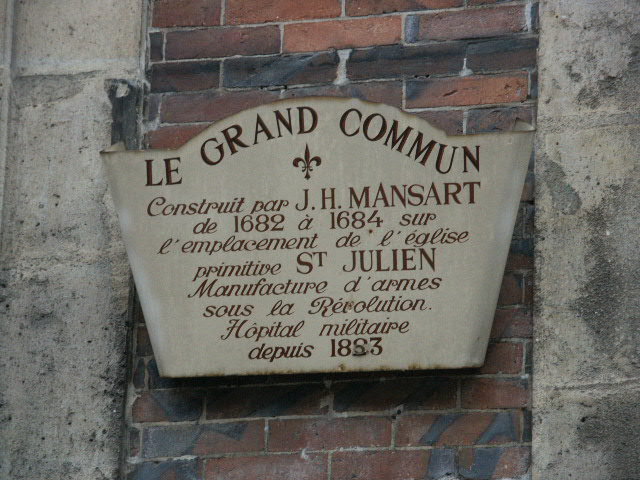 LE GRAND COMMUN
Construit par J.H. MANSART
de 1682 à 1684 sur
l'emplacement de l'église
primitive ST JULIEN
Manufacture d'armes
sous la Révolution.
Hôpital militaire
depuis 1883